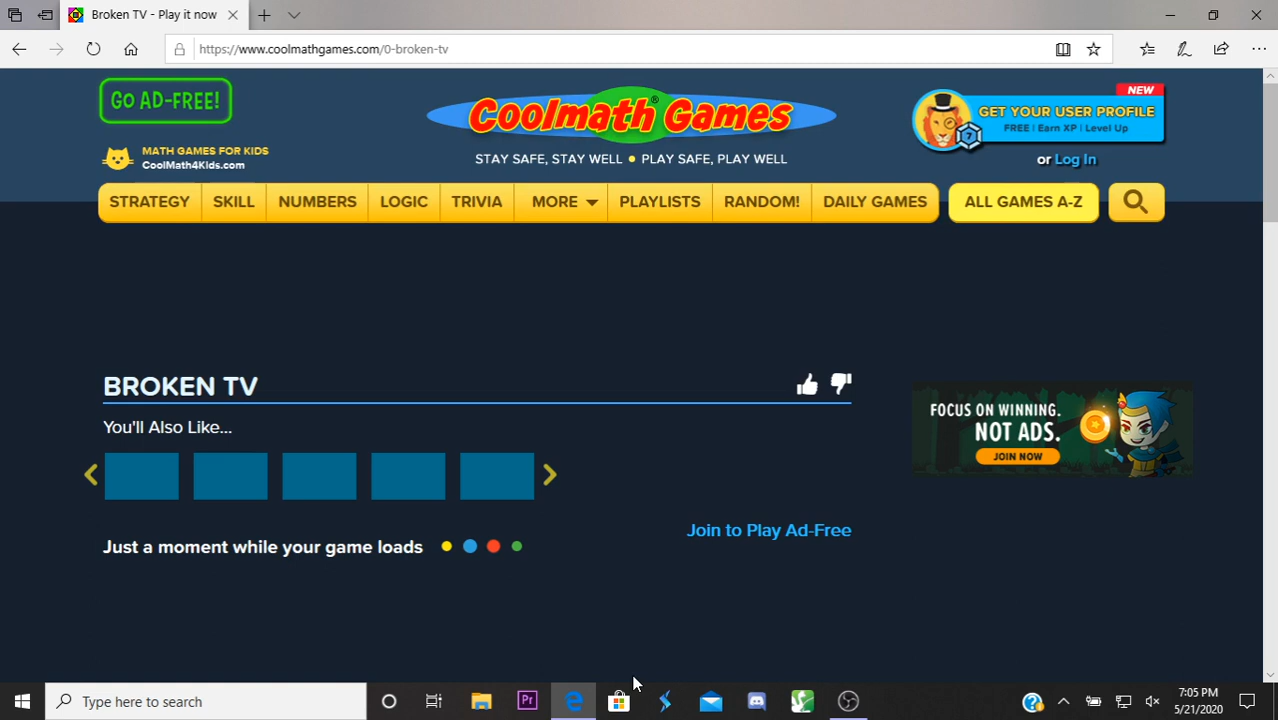 Broken TV - Play it now
https://www.coolmathgames.com/0-broken-tv
GO AD-FREE!
MATH GAMES FOR KIDS
CoolMath4Kids.com
Coolmath Games®
STAY SAFE, STAY WELL • PLAY SAFE, PLAY WELL
NEW
GET YOUR USER PROFILE
FREE / Earn XP / Level Up
7
or Log In
STRATEGY SKILL NUMBERS LOGIC TRIVIA MORE PLAYLISTS RANDOM! DAILY GAMES ALL GAMES A-Z
BROKEN TV
You'll Also Like...
FOCUS ON WINNING.
NOT ADS.
JOIN NOW
Join to Play Ad-Free
Just a moment while your game loads
Type here to search
Pr
7:05 PM
5/21/2020